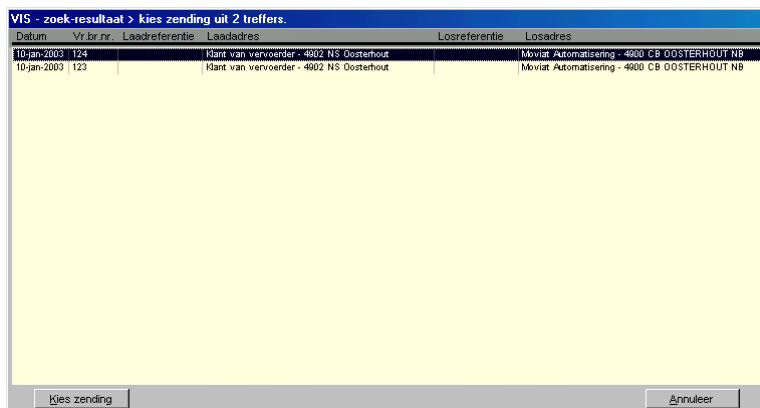 VIS - zoek-resultaat > kies zending uit 2 treffers.
Datum Vr.br.nr. Laadreferentie Laadadres Losreferentie Losadres
10-jan-2003 124 Klant van vervoerder - 4902 NS Oosterhout Moviat Automatisering - 4900 CB OOSTERHOUT NB
10-jan-2003 123 Klant van vervoerder - 4902 NS Oosterhout Moviat Automatisering - 4900 CB OOSTERHOUT NB
Kies zending Annuleer